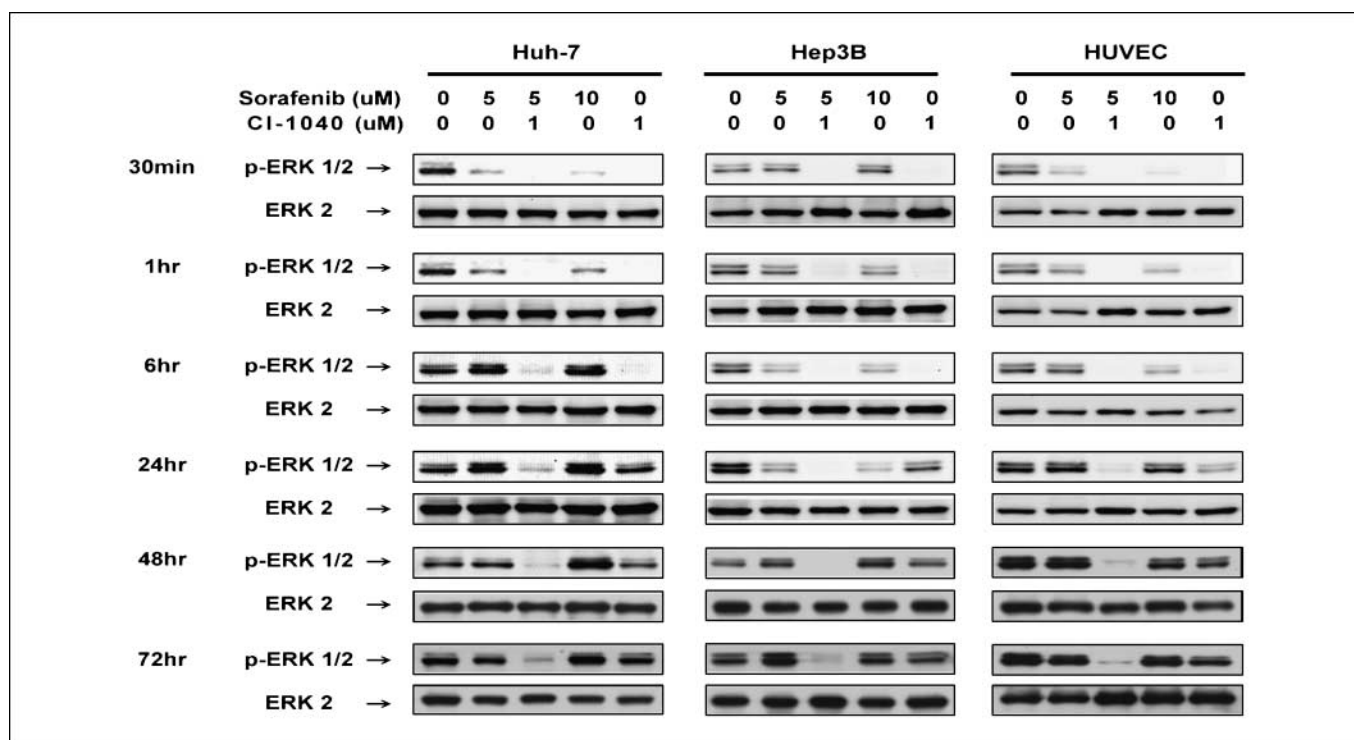 Huh-7 Hep3B HUVEC
Sorafenib (uM) 0 5 5 10 0 0 5 5 10 0 0 5 5 10 0
CI-1040 (uM) 0 0 1 0 1 0 0 1 0 1 0 0 1 0 1
30min p-ERK 1/2 →
ERK 2 →
1hr p-ERK 1/2 →
ERK 2 →
6hr p-ERK 1/2 →
ERK 2 →
24hr p-ERK 1/2 →
ERK 2 →
48hr p-ERK 1/2 →
ERK 2 →
72hr p-ERK 1/2 →
ERK 2 →